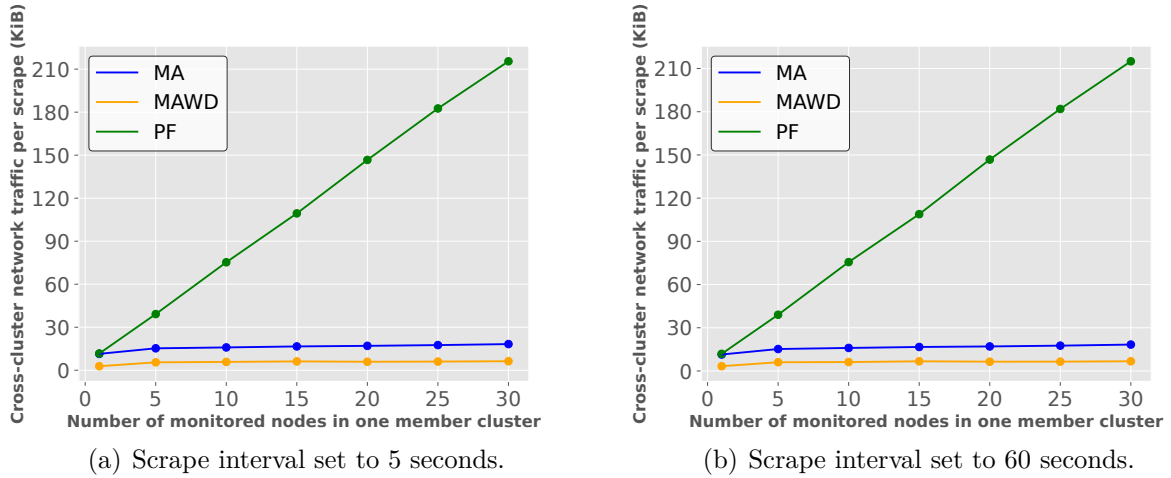 Cross-cluster network traffic per scrape (KiB)
210
180
150
120
90
60
30
0
MA
MAWD
PF
0 5 10 15 20 25 30
Number of monitored nodes in one member cluster
(a) Scrape interval set to 5 seconds.
Cross-cluster network traffic per scrape (KiB)
210
180
150
120
90
60
30
0
MA
MAWD
PF
0 5 10 15 20 25 30
Number of monitored nodes in one member cluster
(b) Scrape interval set to 60 seconds.